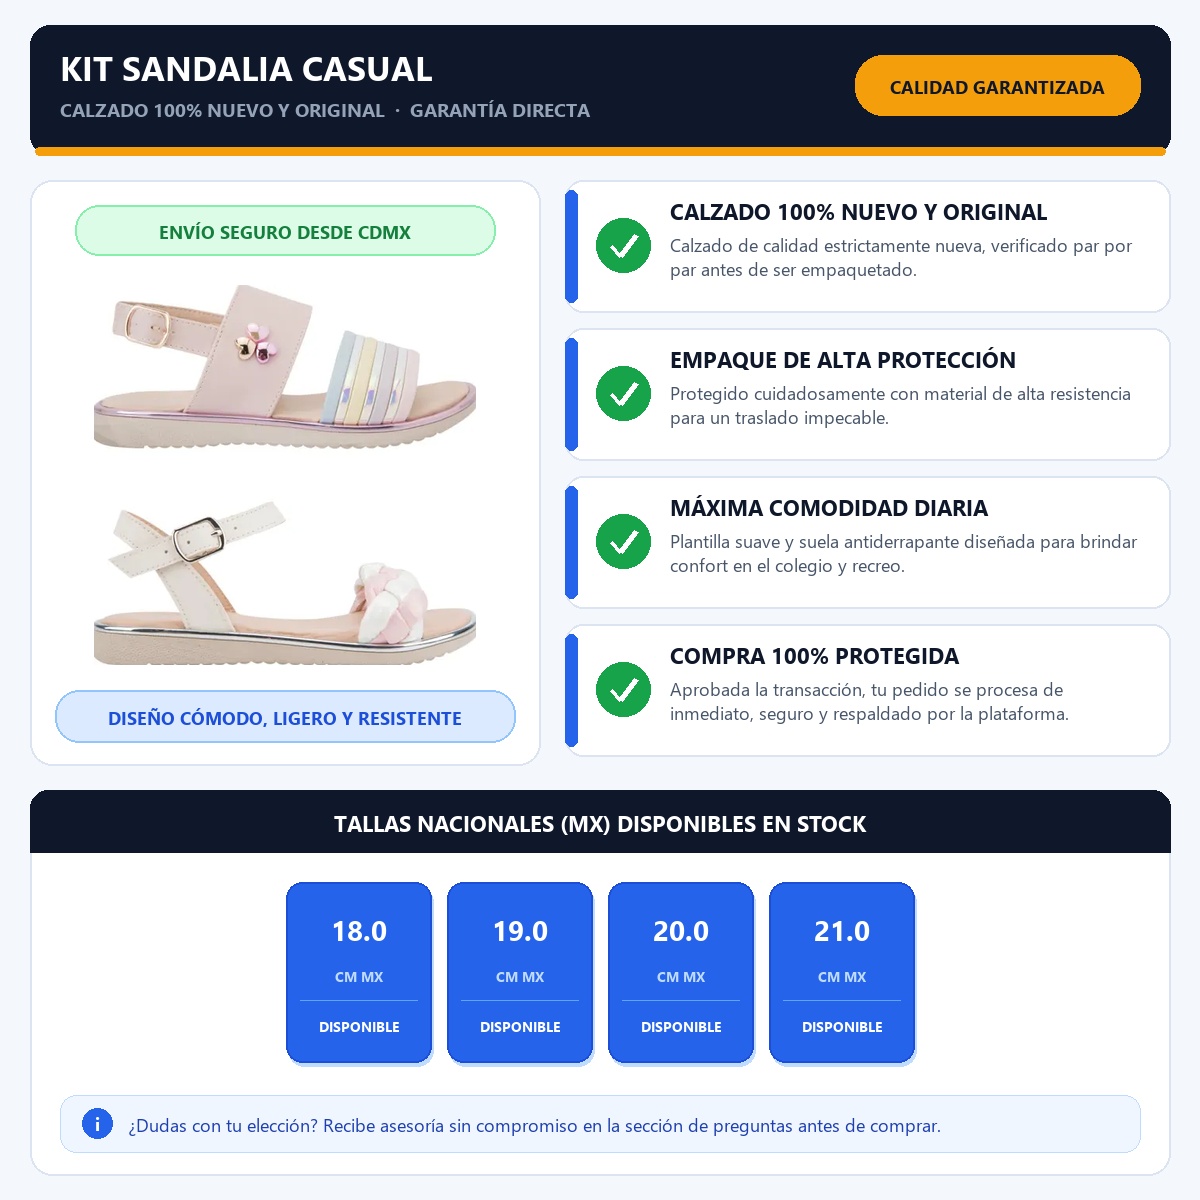 KIT SANDALIA CASUAL
CALZADO 100% NUEVO Y ORIGINAL · GARANTÍA DIRECTA
CALIDAD GARANTIZADA
ENVÍO SEGURO DESDE CDMX
DISEÑO CÓMODO, LIGERO Y RESISTENTE
CALZADO 100% NUEVO Y ORIGINAL
Calzado de calidad estrictamente nueva, verificado par por
par antes de ser empaquetado.
EMPAQUE DE ALTA PROTECCIÓN
Protegido cuidadosamente con material de alta resistencia
para un traslado impecable.
MÁXIMA COMODIDAD DIARIA
Plantilla suave y suela antiderrapante diseñada para brindar
confort en el colegio y recreo.
COMPRA 100% PROTEGIDA
Aprobada la transacción, tu pedido se procesa de
inmediato, seguro y respaldado por la plataforma.
TALLAS NACIONALES (MX) DISPONIBLES EN STOCK
18.0
CM MX
DISPONIBLE
19.0
CM MX
DISPONIBLE
20.0
CM MX
DISPONIBLE
21.0
CM MX
DISPONIBLE
¿Dudas con tu elección? Recibe asesoría sin compromiso en la sección de preguntas antes de comprar.